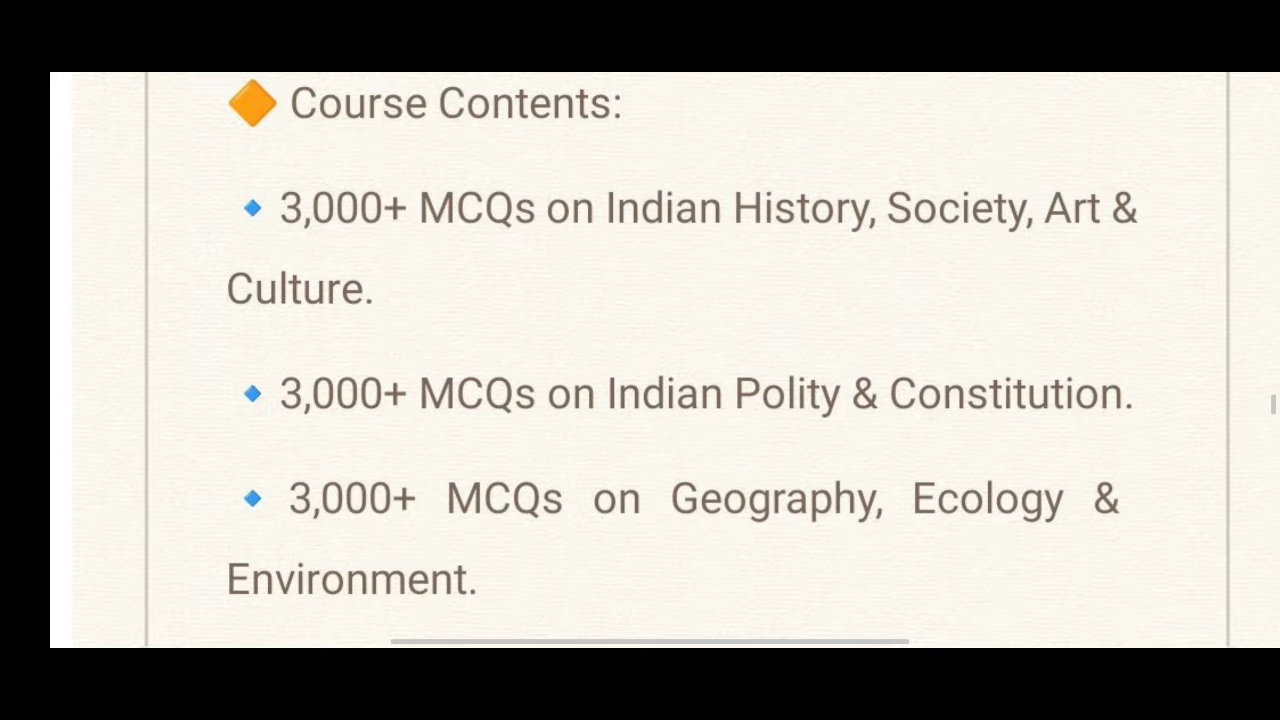 🔶 Course Contents:
🔹 3,000+ MCQs on Indian History, Society, Art &
Culture.
🔹 3,000+ MCQs on Indian Polity & Constitution.
🔹 3,000+ MCQs on Geography, Ecology &
Environment.